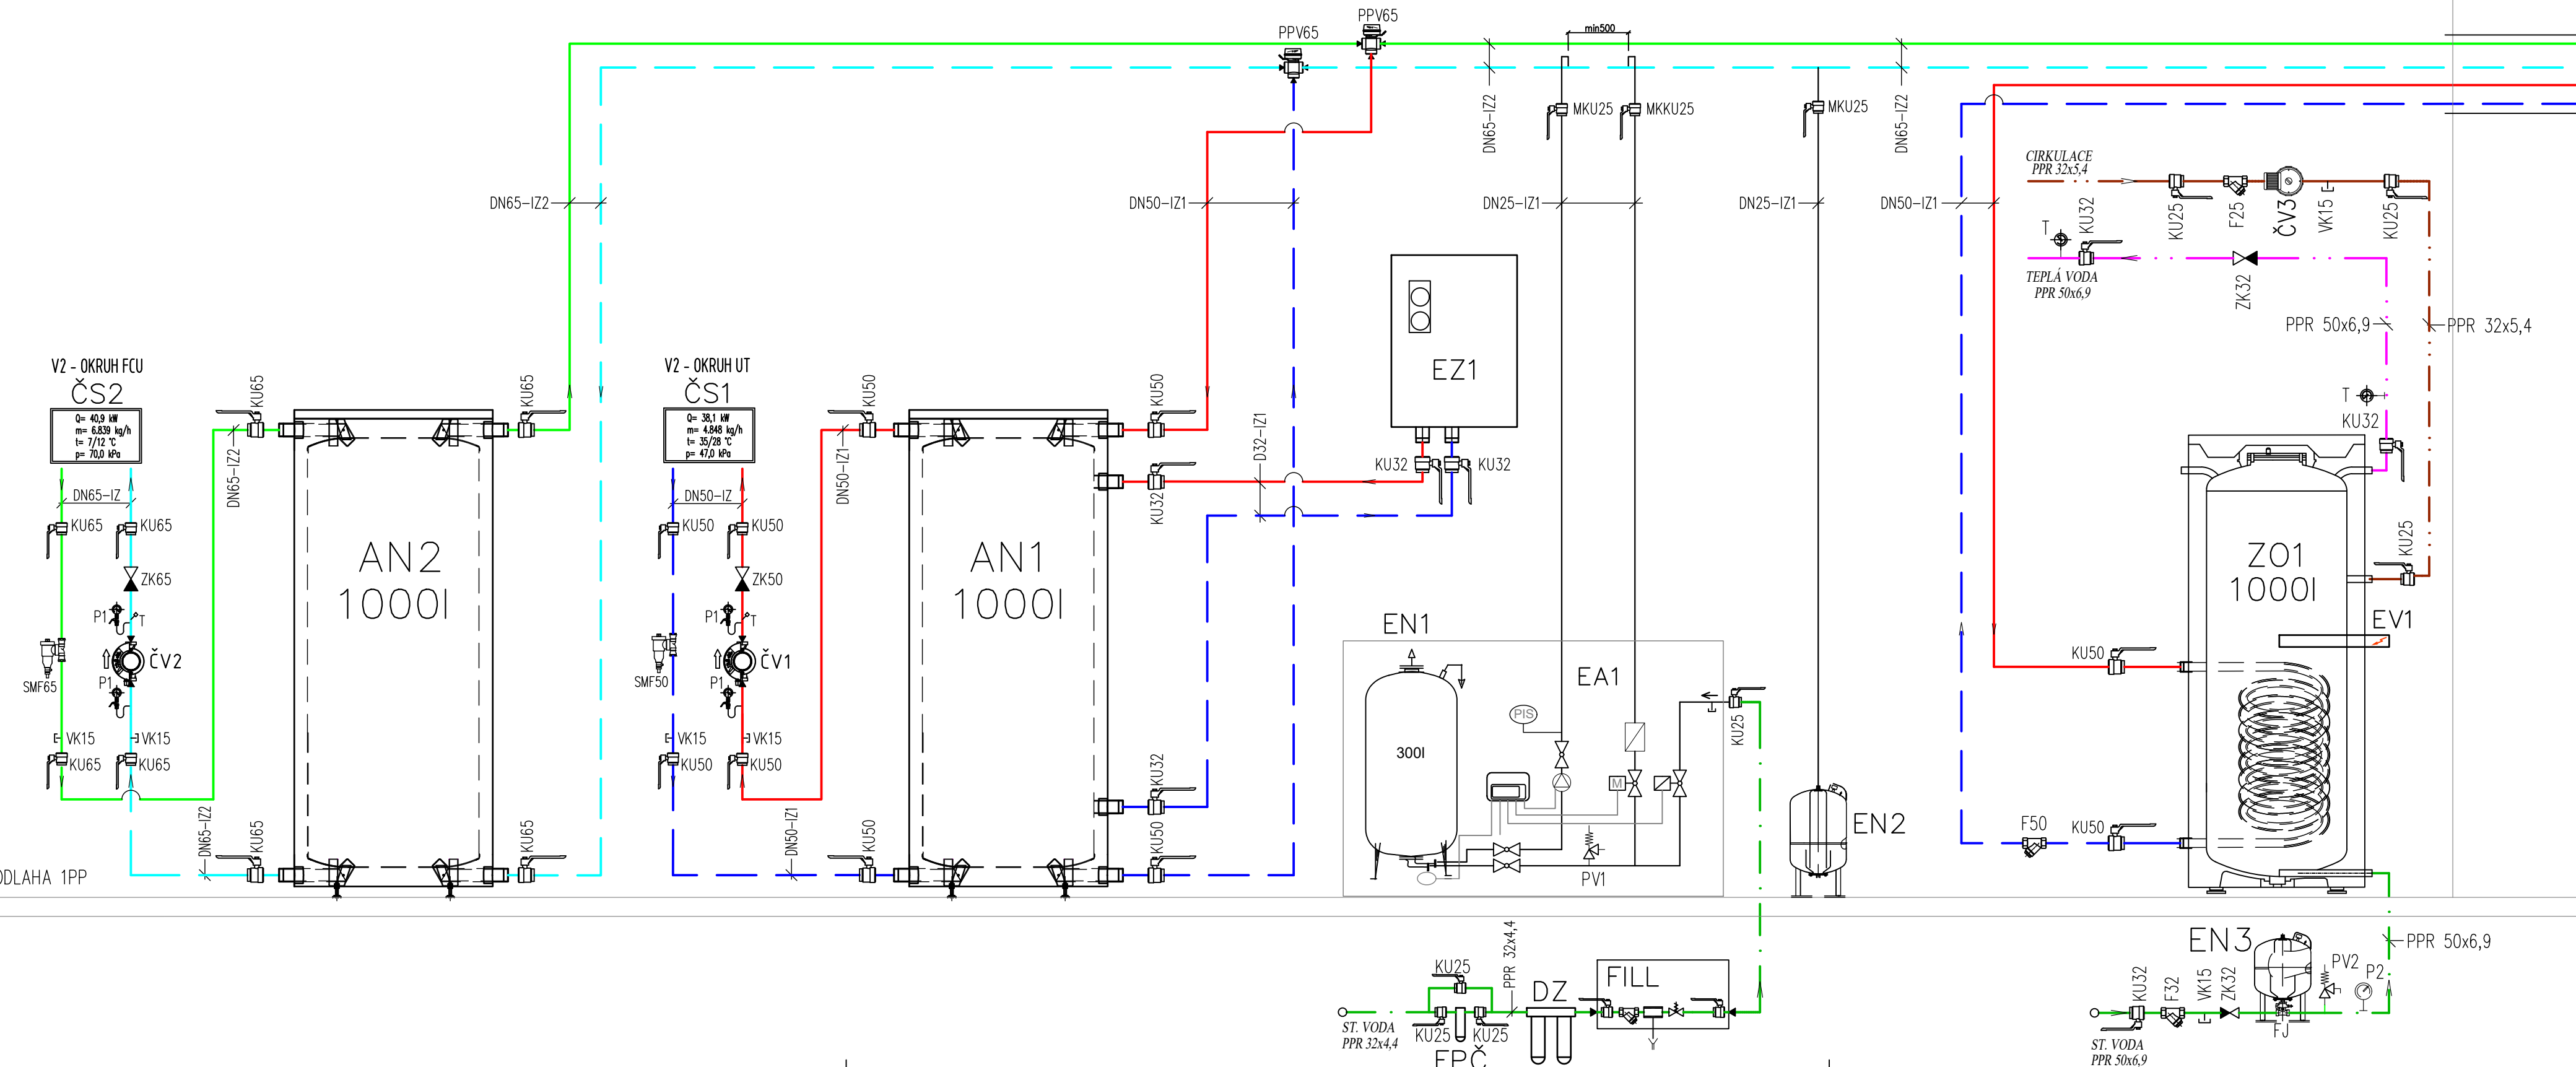 PPV65
PPV65
min500
DN65-IZ2
MKU25
MKKU25
MKU25
DN65-IZ2
CIRKULACE
PPR 32x5,4
KU25
F25
ČV3
VK15
KU25
T
KU32
TEPLÁ VODA
PPR 50x6,9
ZK32
DN65-IZ2
DN50-IZ1
DN25-IZ1
DN25-IZ1
DN50-IZ1
PPR 50x6,9
PPR 32x5,4
V2 - OKRUH FCU
ČS2
Q= 40,9 kW
m= 6.839 kg/h
t= 7/12 °C
p= 70,0 kPa
KU65
KU65
DN65-IZ2
V2 - OKRUH UT
ČS1
Q= 38,1 kW
m= 4.848 kg/h
t= 35/28 °C
p= 47,0 kPa
KU50
KU50
DN50-IZ1
EZ1
D32-IZ1
KU32
KU32
KU32
T
KU32
DN65-IZ
KU65
KU65
DN50-IZ
KU50
KU50
AN2
1000l
AN1
1000l
ZO1
1000l
KU25
ZK65
P1
T
ČV2
P1
SMF65
VK15
VK15
KU65
KU65
ZK50
P1
T
ČV1
P1
SMF50
VK15
VK15
KU50
KU50
EN1
EA1
PIS
300l
M
PV1
KU25
EV1
KU50
KU32
KU50
DN65-IZ2
KU65
KU65
DN50-IZ1
KU50
EN2
F50
KU50
ODLAHA 1PP
KU25
PPR 32x4,4
DZ
FILL
ST. VODA
PPR 32x4,4
KU25
KU25
FPČ
EN3
PPR 50x6,9
KU32
F32
VK15
ZK32
FJ
PV2
P2
ST. VODA
PPR 50x6,9